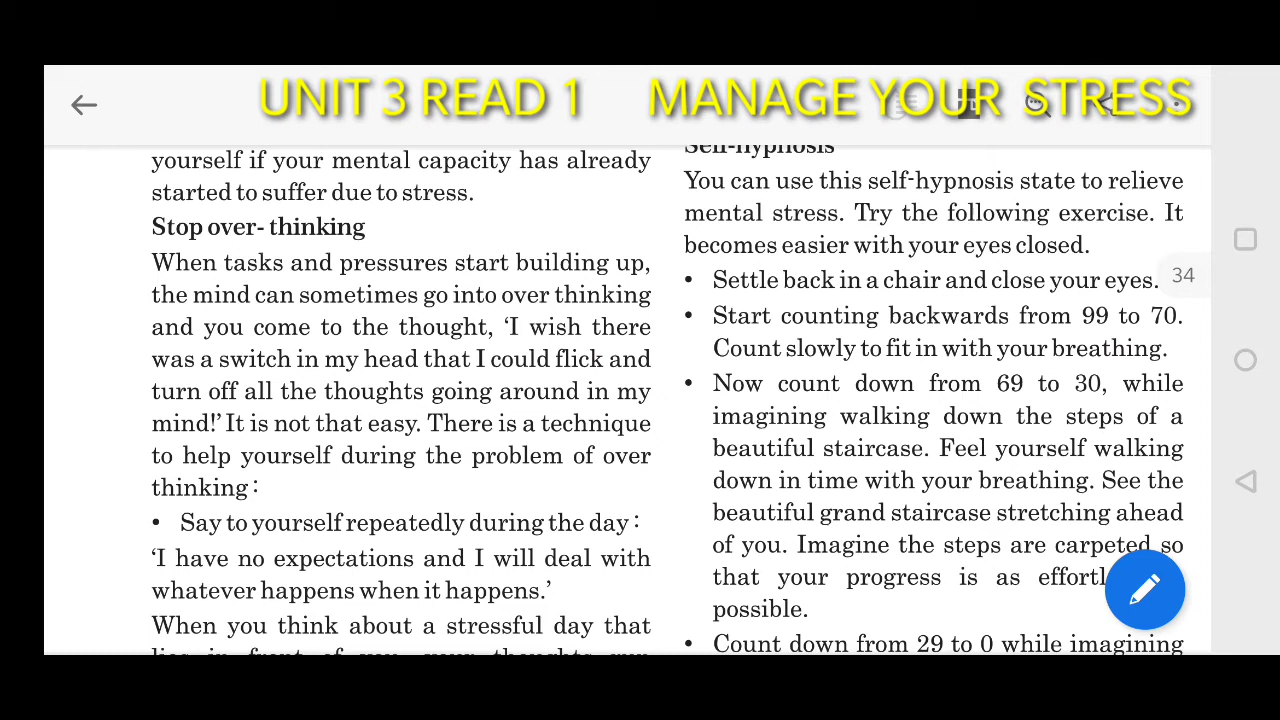 UNIT 3 READ 1 MANAGE YOUR STRESS
yourself if your mental capacity has already
started to suffer due to stress.
Stop over- thinking
When tasks and pressures start building up,
the mind can sometimes go into over thinking
and you come to the thought, ‘I wish there
was a switch in my head that I could flick and
turn off all the thoughts going around in my
mind!’ It is not that easy. There is a technique
to help yourself during the problem of over
thinking :
• Say to yourself repeatedly during the day :
‘I have no expectations and I will deal with
whatever happens when it happens.’
When you think about a stressful day that
Self-hypnosis
You can use this self-hypnosis state to relieve
mental stress. Try the following exercise. It
becomes easier with your eyes closed.
• Settle back in a chair and close your eyes.
34
• Start counting backwards from 99 to 70.
Count slowly to fit in with your breathing.
• Now count down from 69 to 30, while
imagining walking down the steps of a
beautiful staircase. Feel yourself walking
down in time with your breathing. See the
beautiful grand staircase stretching ahead
of you. Imagine the steps are carpeted so
that your progress is as
possible.
• Count down from 29 to 0 while imagining